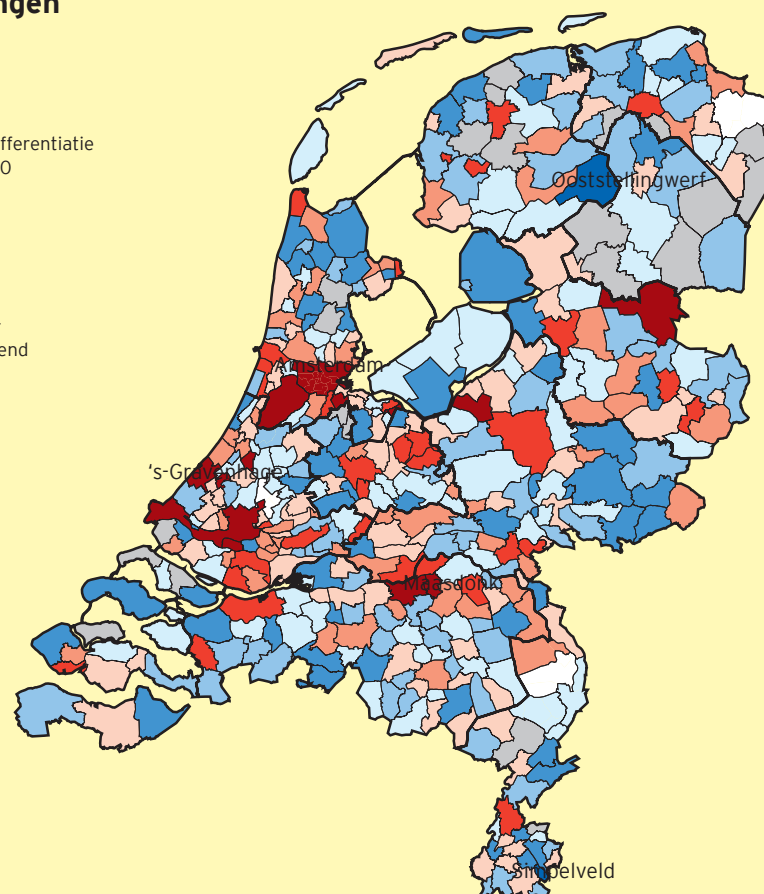 ngen
fferentiatie
0
end
Ooststellingwerf
Amsterdam
's-Gravenhage
Maasdonk
Simpelveld